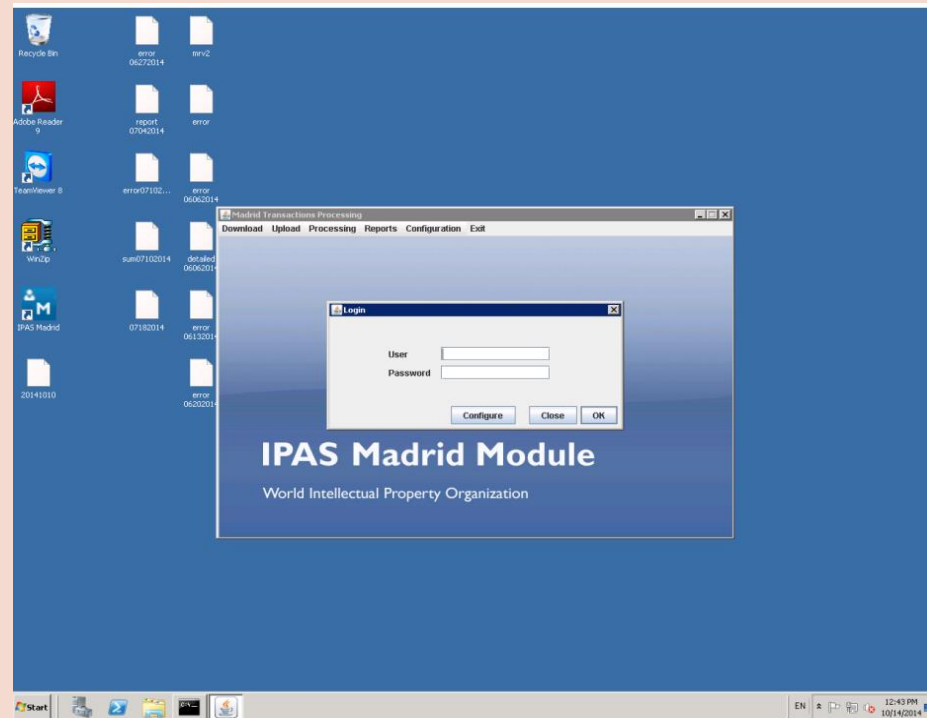 Recycle Bin
error
06272014
mrv2
Adobe Reader
9
report
07042014
error
TeamViewer 8
error07102...
error
06062014
WinZip
sum07102014
detailed
0606201
IPAS Madrid
07182014
error
0613201
20141010
error
0620201
Madrid Transactions Processing
Download Upload Processing Reports Configuration Exit
Login
User
Password
Configure Close OK
IPAS Madrid Module
World Intellectual Property Organization
Start
EN
12:43 PM
10/14/2014